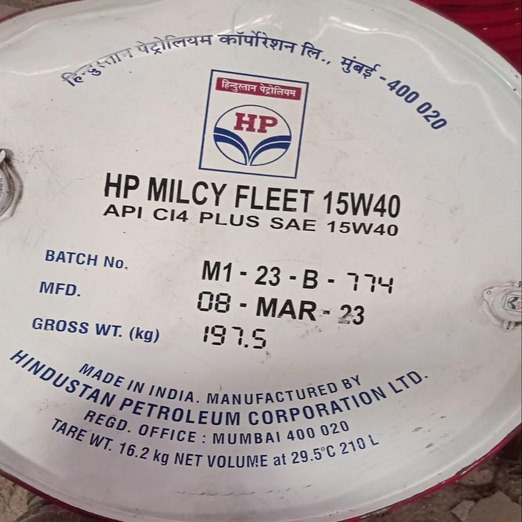 हिन्दुस्तान पेट्रोलियम कॉर्पोरेशन लि., मुंबई - 400 020
हिन्दुस्तान पेट्रोलियम
HP
HP MILCY FLEET 15W40
API CI4 PLUS SAE 15W40
BATCH No. M1 - 23 - B - 774
MFD. 08 - MAR - 23
GROSS WT. (kg) 197.5
MADE IN INDIA. MANUFACTURED BY
HINDUSTAN PETROLEUM CORPORATION LTD.
REGD. OFFICE : MUMBAI 400 020
TARE WT. 16.2 kg NET VOLUME at 29.5°C 210 L